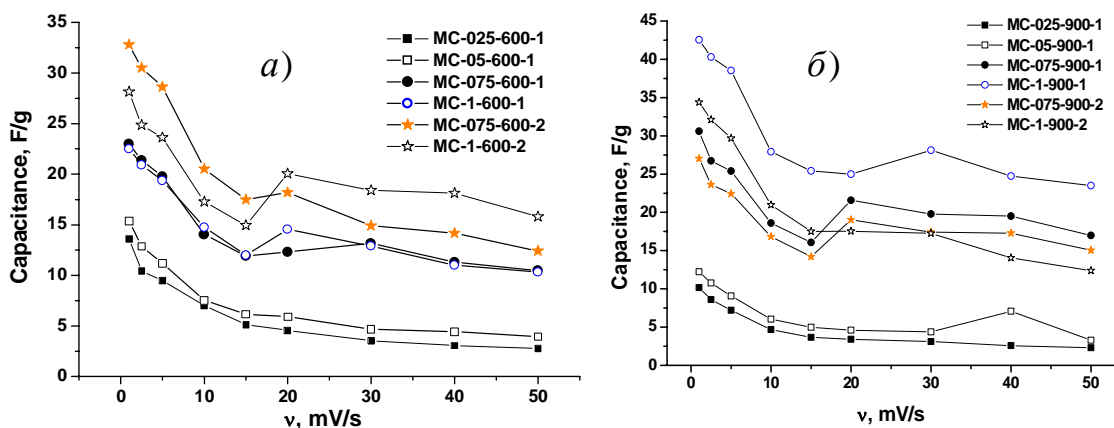 35
30
25
20
15
10
5
0
Capacitance, F/g
а)
MC-025-600-1
MC-05-600-1
MC-075-600-1
MC-1-600-1
MC-075-600-2
MC-1-600-2
0 10 20 30 40 50
ν, mV/s
45
40
35
30
25
20
15
10
5
0
Capacitance, F/g
б)
MC-025-900-1
MC-05-900-1
MC-075-900-1
MC-1-900-1
MC-075-900-2
MC-1-900-2
0 10 20 30 40 50
ν, mV/s